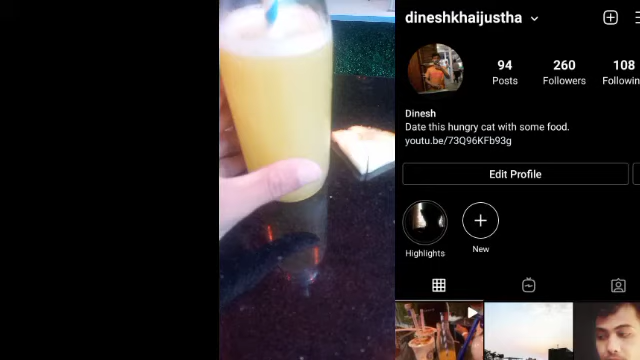 dineshkhaijustha
94
260
108
Posts
Followers
Followin
Dinesh
Date this hungry cat with some food.
youtu.be/73Q96KFb93g
Edit Profile
Highlights
New